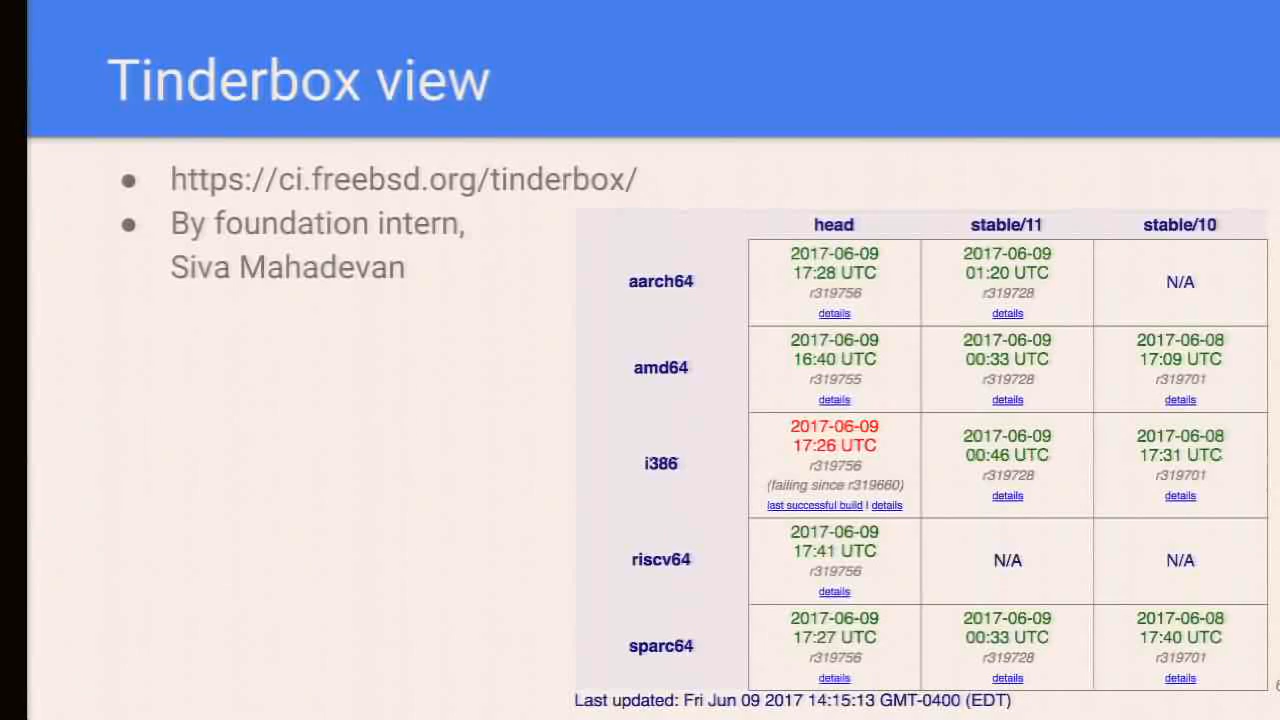 Tinderbox view
● https://ci.freebsd.org/tinderbox/
● By foundation intern,
Siva Mahadevan
head stable/11 stable/10
aarch64
2017-06-09
17:28 UTC
r319756
details
2017-06-09
01:20 UTC
r319728
details
N/A
amd64
2017-06-09
16:40 UTC
r319755
details
2017-06-09
00:33 UTC
r319728
details
2017-06-08
17:09 UTC
r319701
details
i386
2017-06-09
17:26 UTC
r319756
(failing since r319660)
last successful build | details
2017-06-09
00:46 UTC
r319728
details
2017-06-08
17:31 UTC
r319701
details
riscv64
2017-06-09
17:41 UTC
r319756
details
N/A
N/A
sparc64
2017-06-09
17:27 UTC
r319756
details
2017-06-09
00:33 UTC
r319728
details
2017-06-08
17:40 UTC
r319701
details
Last updated: Fri Jun 09 2017 14:15:13 GMT-0400 (EDT)